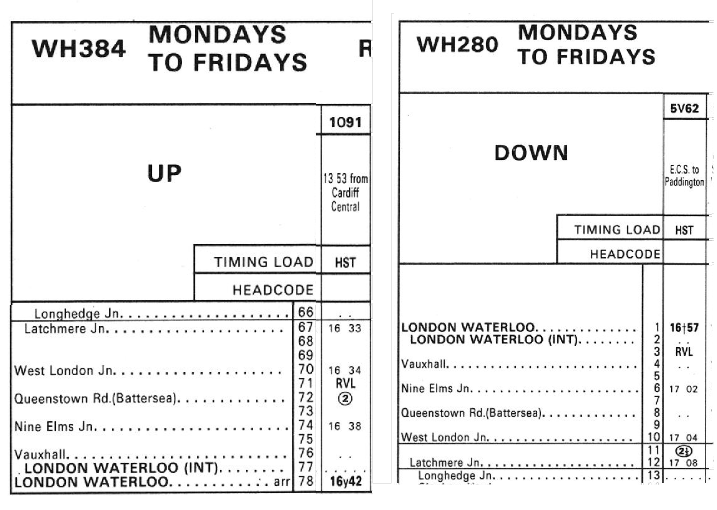 WH384 MONDAYS TO FRIDAYS R
1091
UP
13 53 from
Cardiff
Central
TIMING LOAD HST
HEADCODE
Longhedge Jn. 66 . .
Latchmere Jn. 67 16 33
68
69
West London Jn. 70 16 34
71 RVL
Queenstown Rd.(Battersea). 72 ②
73
Nine Elms Jn. 74 16 38
75
Vauxhall. 76 . .
LONDON WATERLOO (INT). 77 . .
LONDON WATERLOO. arr 78 16y42
WH280 MONDAYS TO FRIDAYS
5V62
DOWN
E.C.S. to
Paddington
TIMING LOAD HST
HEADCODE
LONDON WATERLOO. 1 16†57
LONDON WATERLOO (INT). 2 . .
3 RVL
Vauxhall. 4 . .
5
Nine Elms Jn. 6 17 02
7
Queenstown Rd.(Battersea). 8 . .
9
West London Jn. 10 17 04
11 (2½)
Latchmere Jn. 12 17 08
Longhedge Jn. 13 . .